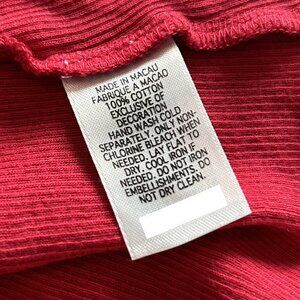 MADE IN MACAU
FABRIQUE A MACAO
100% COTTON
EXCLUSIVE OF
DECORATION
HAND WASH COLD
SEPARATELY. ONLY NON-
CHLORINE BLEACH WHEN
NEEDED. LAY FLAT TO
DRY. COOL IRON IF
NEEDED. DO NOT IRON
EMBELLISHMENTS. DO
NOT DRY CLEAN.